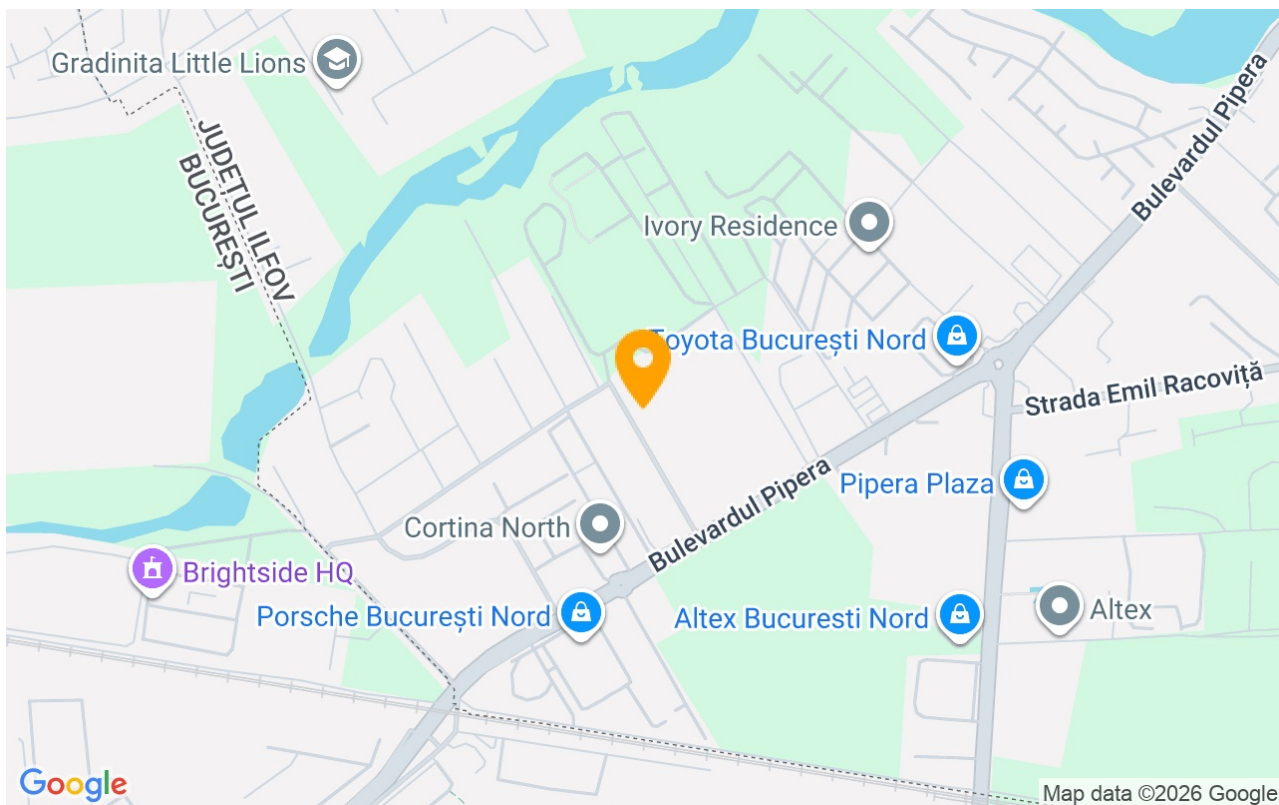 Gradinita Little Lions
JUDEȚUL ILFOV
BUCUREȘTI
Bulevardul Pipera
Ivory Residence
Toyota București Nord
Strada Emil Racoviță
Bulevardul Pipera
Pipera Plaza
Cortina North
Brightside HQ
Porsche București Nord
Altex Bucuresti Nord
Altex
Google
Map data ©2026 Google